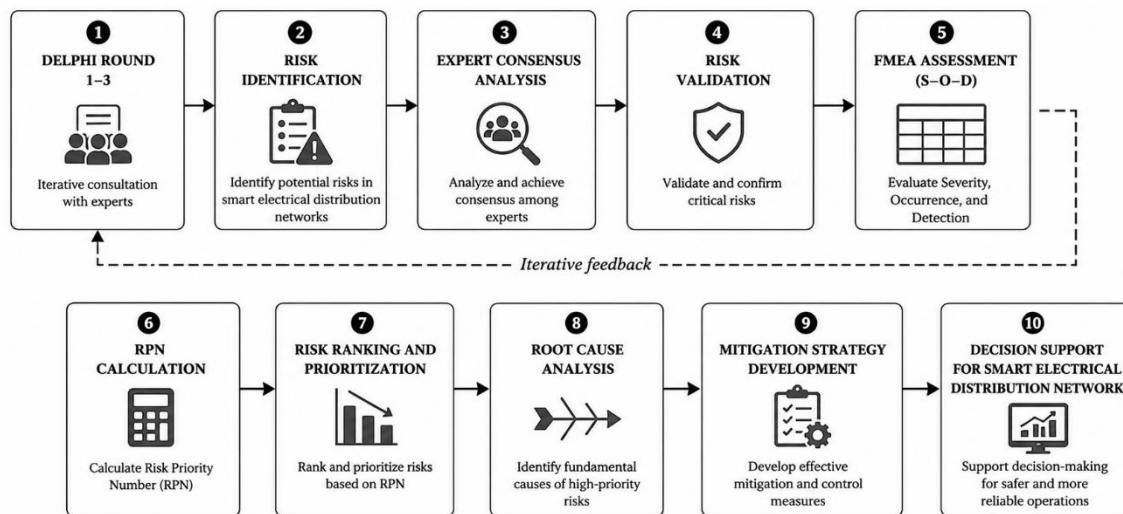 1
DELPHI ROUND
1–3
Iterative consultation
with experts
2
RISK
IDENTIFICATION
Identify potential risks in
smart electrical distribution
networks
3
EXPERT CONSENSUS
ANALYSIS
Analyze and achieve
consensus among
experts
4
RISK
VALIDATION
Validate and confirm
critical risks
5
FMEA ASSESSMENT
(S–O–D)
Evaluate Severity,
Occurrence, and
Detection
Iterative feedback
6
RPN
CALCULATION
Calculate Risk Priority
Number (RPN)
7
RISK RANKING AND
PRIORITIZATION
Rank and prioritize risks
based on RPN
8
ROOT CAUSE
ANALYSIS
Identify fundamental
causes of high-priority
risks
9
MITIGATION STRATEGY
DEVELOPMENT
Develop effective
mitigation and control
measures
10
DECISION SUPPORT
FOR SMART ELECTRICAL
DISTRIBUTION NETWORK
Support decision-making
for safer and more
reliable operations